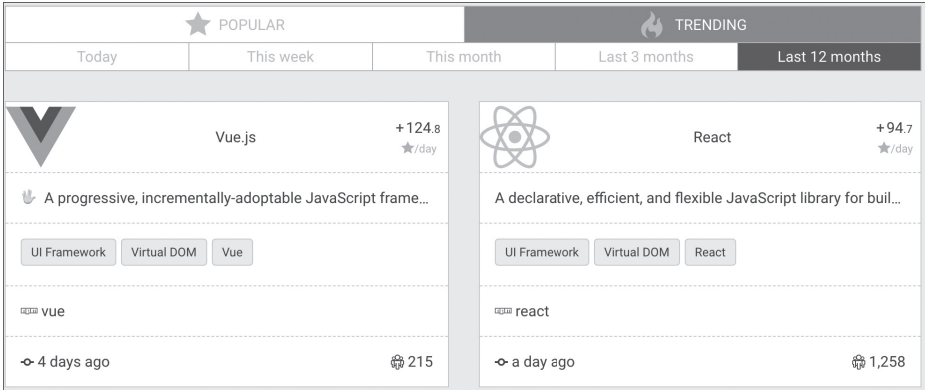 POPULAR
TRENDING
Today
This week
This month
Last 3 months
Last 12 months
Vue.js
+124.8
/day
A progressive, incrementally-adoptable JavaScript frame...
UI Framework
Virtual DOM
Vue
vue
4 days ago
215
React
+94.7
/day
A declarative, efficient, and flexible JavaScript library for buil...
UI Framework
Virtual DOM
React
react
a day ago
1,258